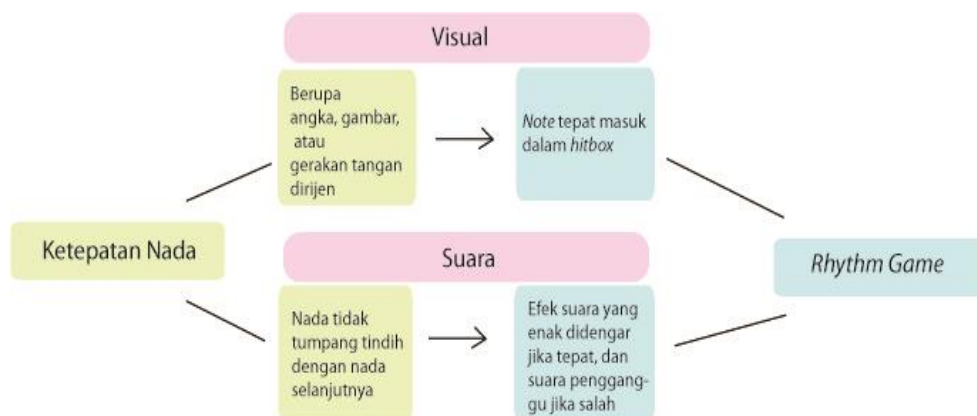 Visual
Berupa
angka, gambar,
atau
gerakan tangan
dirijen
Note tepat masuk
dalam hitbox
Ketepatan Nada
Rhythm Game
Suara
Nada tidak
tumpang tindih
dengan nada
selanjutnya
Efek suara yang
enak didengar
jika tepat, dan
suara penggang-
gu jika salah